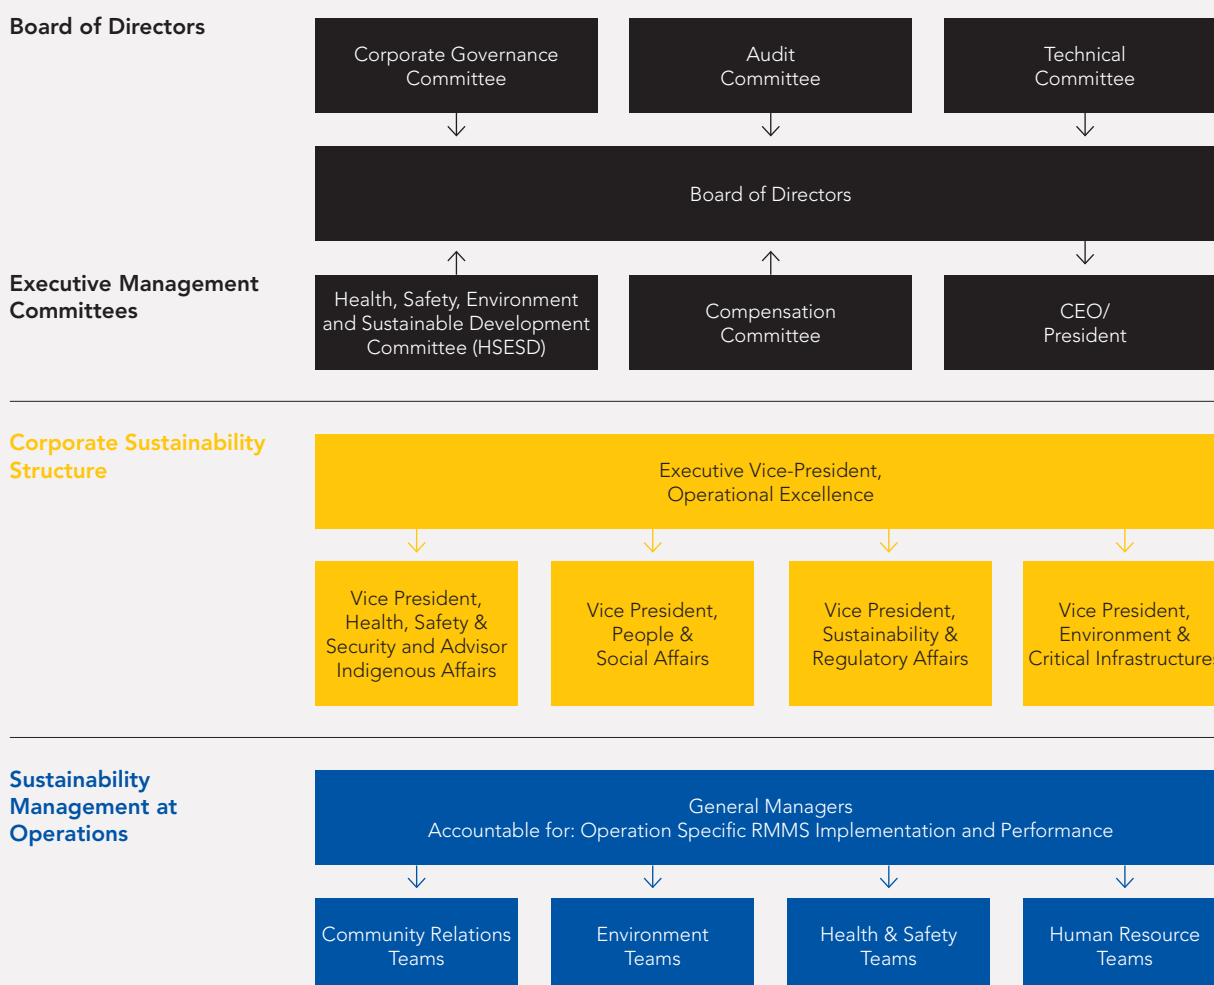 Board of Directors
Corporate Governance
Committee
Audit
Committee
Technical
Committee
Board of Directors
Executive Management
Committees
Health, Safety, Environment
and Sustainable Development
Committee (HSESD)
Compensation
Committee
CEO/
President
Corporate Sustainability
Structure
Executive Vice-President,
Operational Excellence
Vice President,
Health, Safety &
Security and Advisor
Indigenous Affairs
Vice President,
People &
Social Affairs
Vice President,
Sustainability &
Regulatory Affairs
Vice President,
Environment &
Critical Infrastructures
Sustainability
Management at
Operations
General Managers
Accountable for: Operation Specific RMMS Implementation and Performance
Community Relations
Teams
Environment
Teams
Health & Safety
Teams
Human Resource
Teams